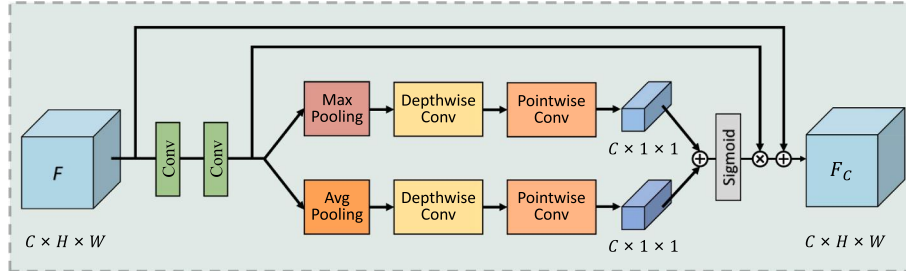 F
C × H × W
Conv
Conv
Max
Pooling
Depthwise
Conv
Pointwise
Conv
C × 1 × 1
Avg
Pooling
Depthwise
Conv
Pointwise
Conv
C × 1 × 1
+
Sigmoid
×
+
F_C
C × H × W